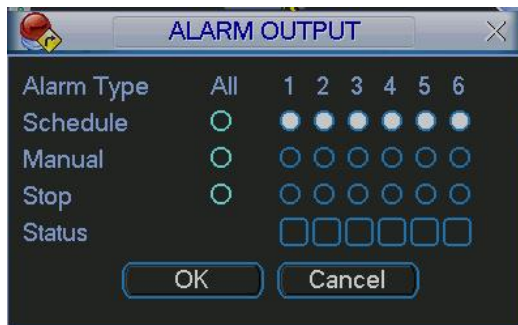 ALARM OUTPUT
Alarm Type All 1 2 3 4 5 6
Schedule
Manual
Stop
Status
OK Cancel